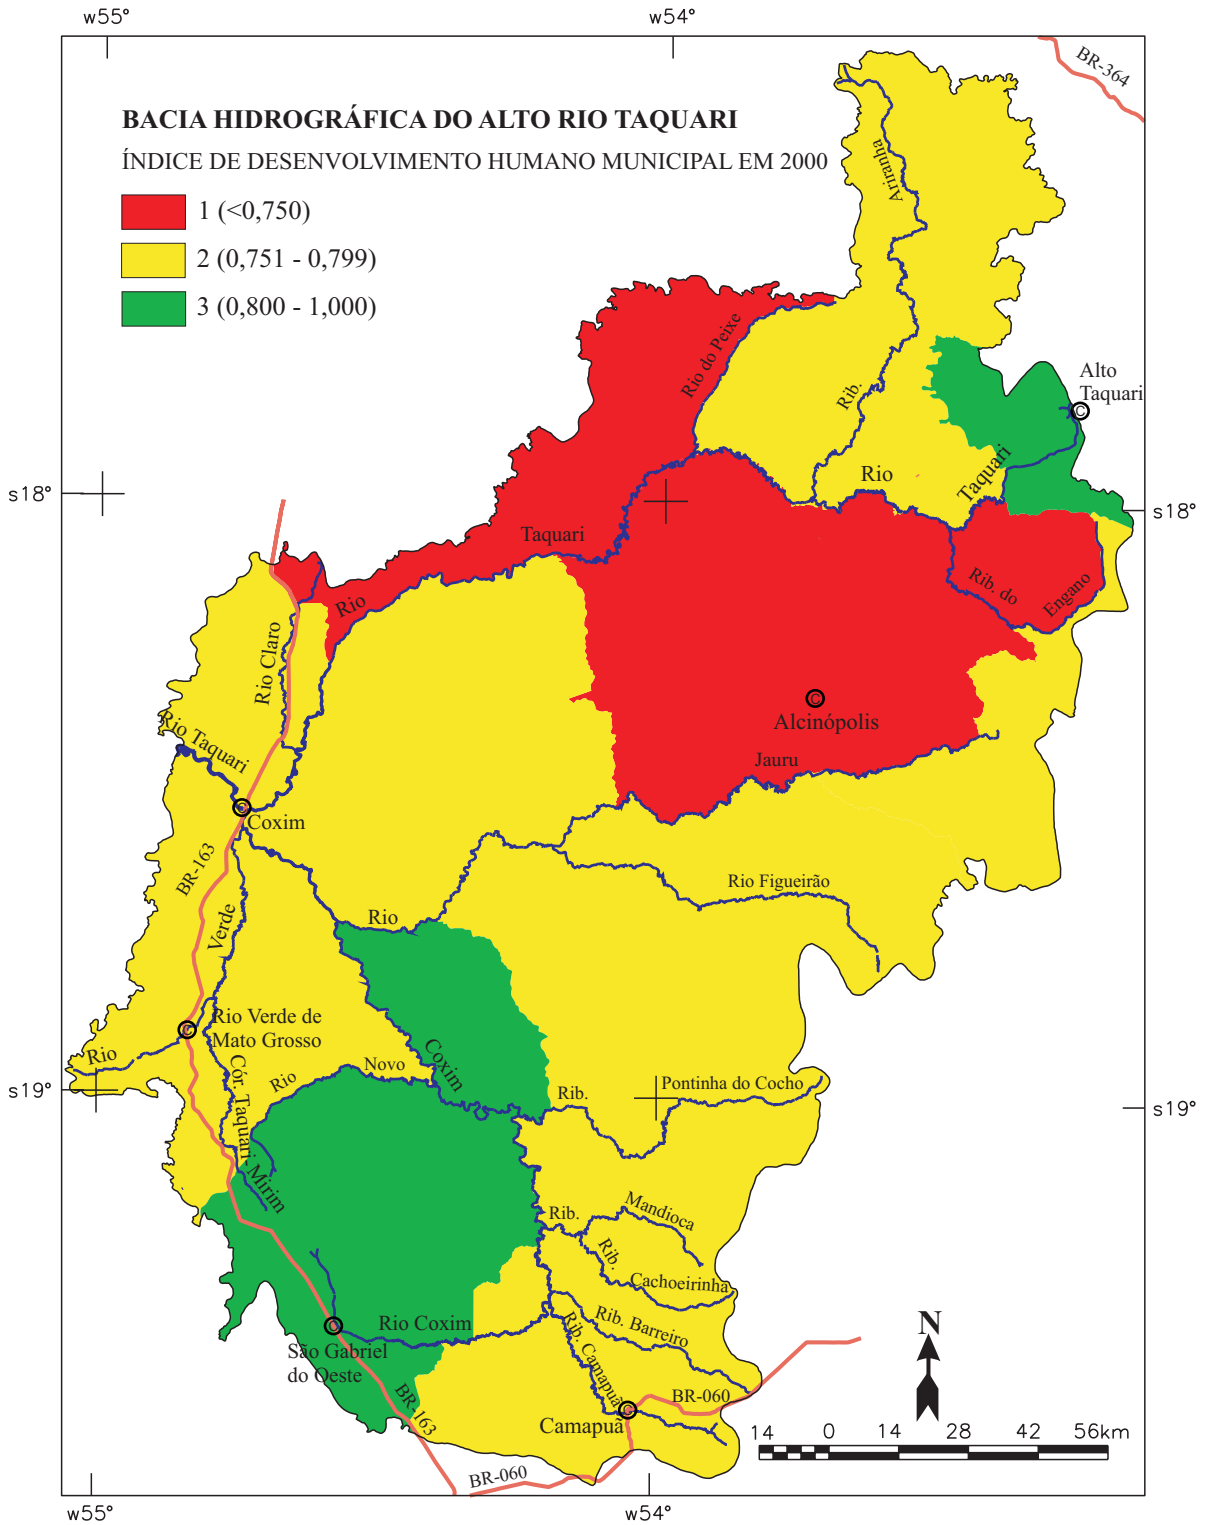 w55°
w54°
BR-364
BACIA HIDROGRÁFICA DO ALTO RIO TAQUARI
ÍNDICE DE DESENVOLVIMENTO HUMANO MUNICIPAL EM 2000
1 (<0,750)
2 (0,751 - 0,799)
3 (0,800 - 1,000)
Ariranha
Rio do Peixe
Rib.
Alto
Taquari
C
Rio
Taquari
s18°
s18°
Taquari
Rio
Rib. do
Engano
Rio Claro
C
Alcinópolis
Rio Taquari
Jauru
C
Coxim
BR-163
Rio Figueirão
Verde
Rio
C
Rio Verde de
Mato Grosso
Rio
Cór. Taquari-Mirim
Rio
Novo
Coxim
Rib.
Pontinha do Cocho
s19°
s19°
Rib.
Mandioca
Rib.
Cachoeirinha
Rib. Barreiro
Rib. Camapuã
Rio Coxim
C
São Gabriel
do Oeste
BR-163
BR-060
C
Camapuã
BR-060
N
14 0 14 28 42 56km
w55°
w54°